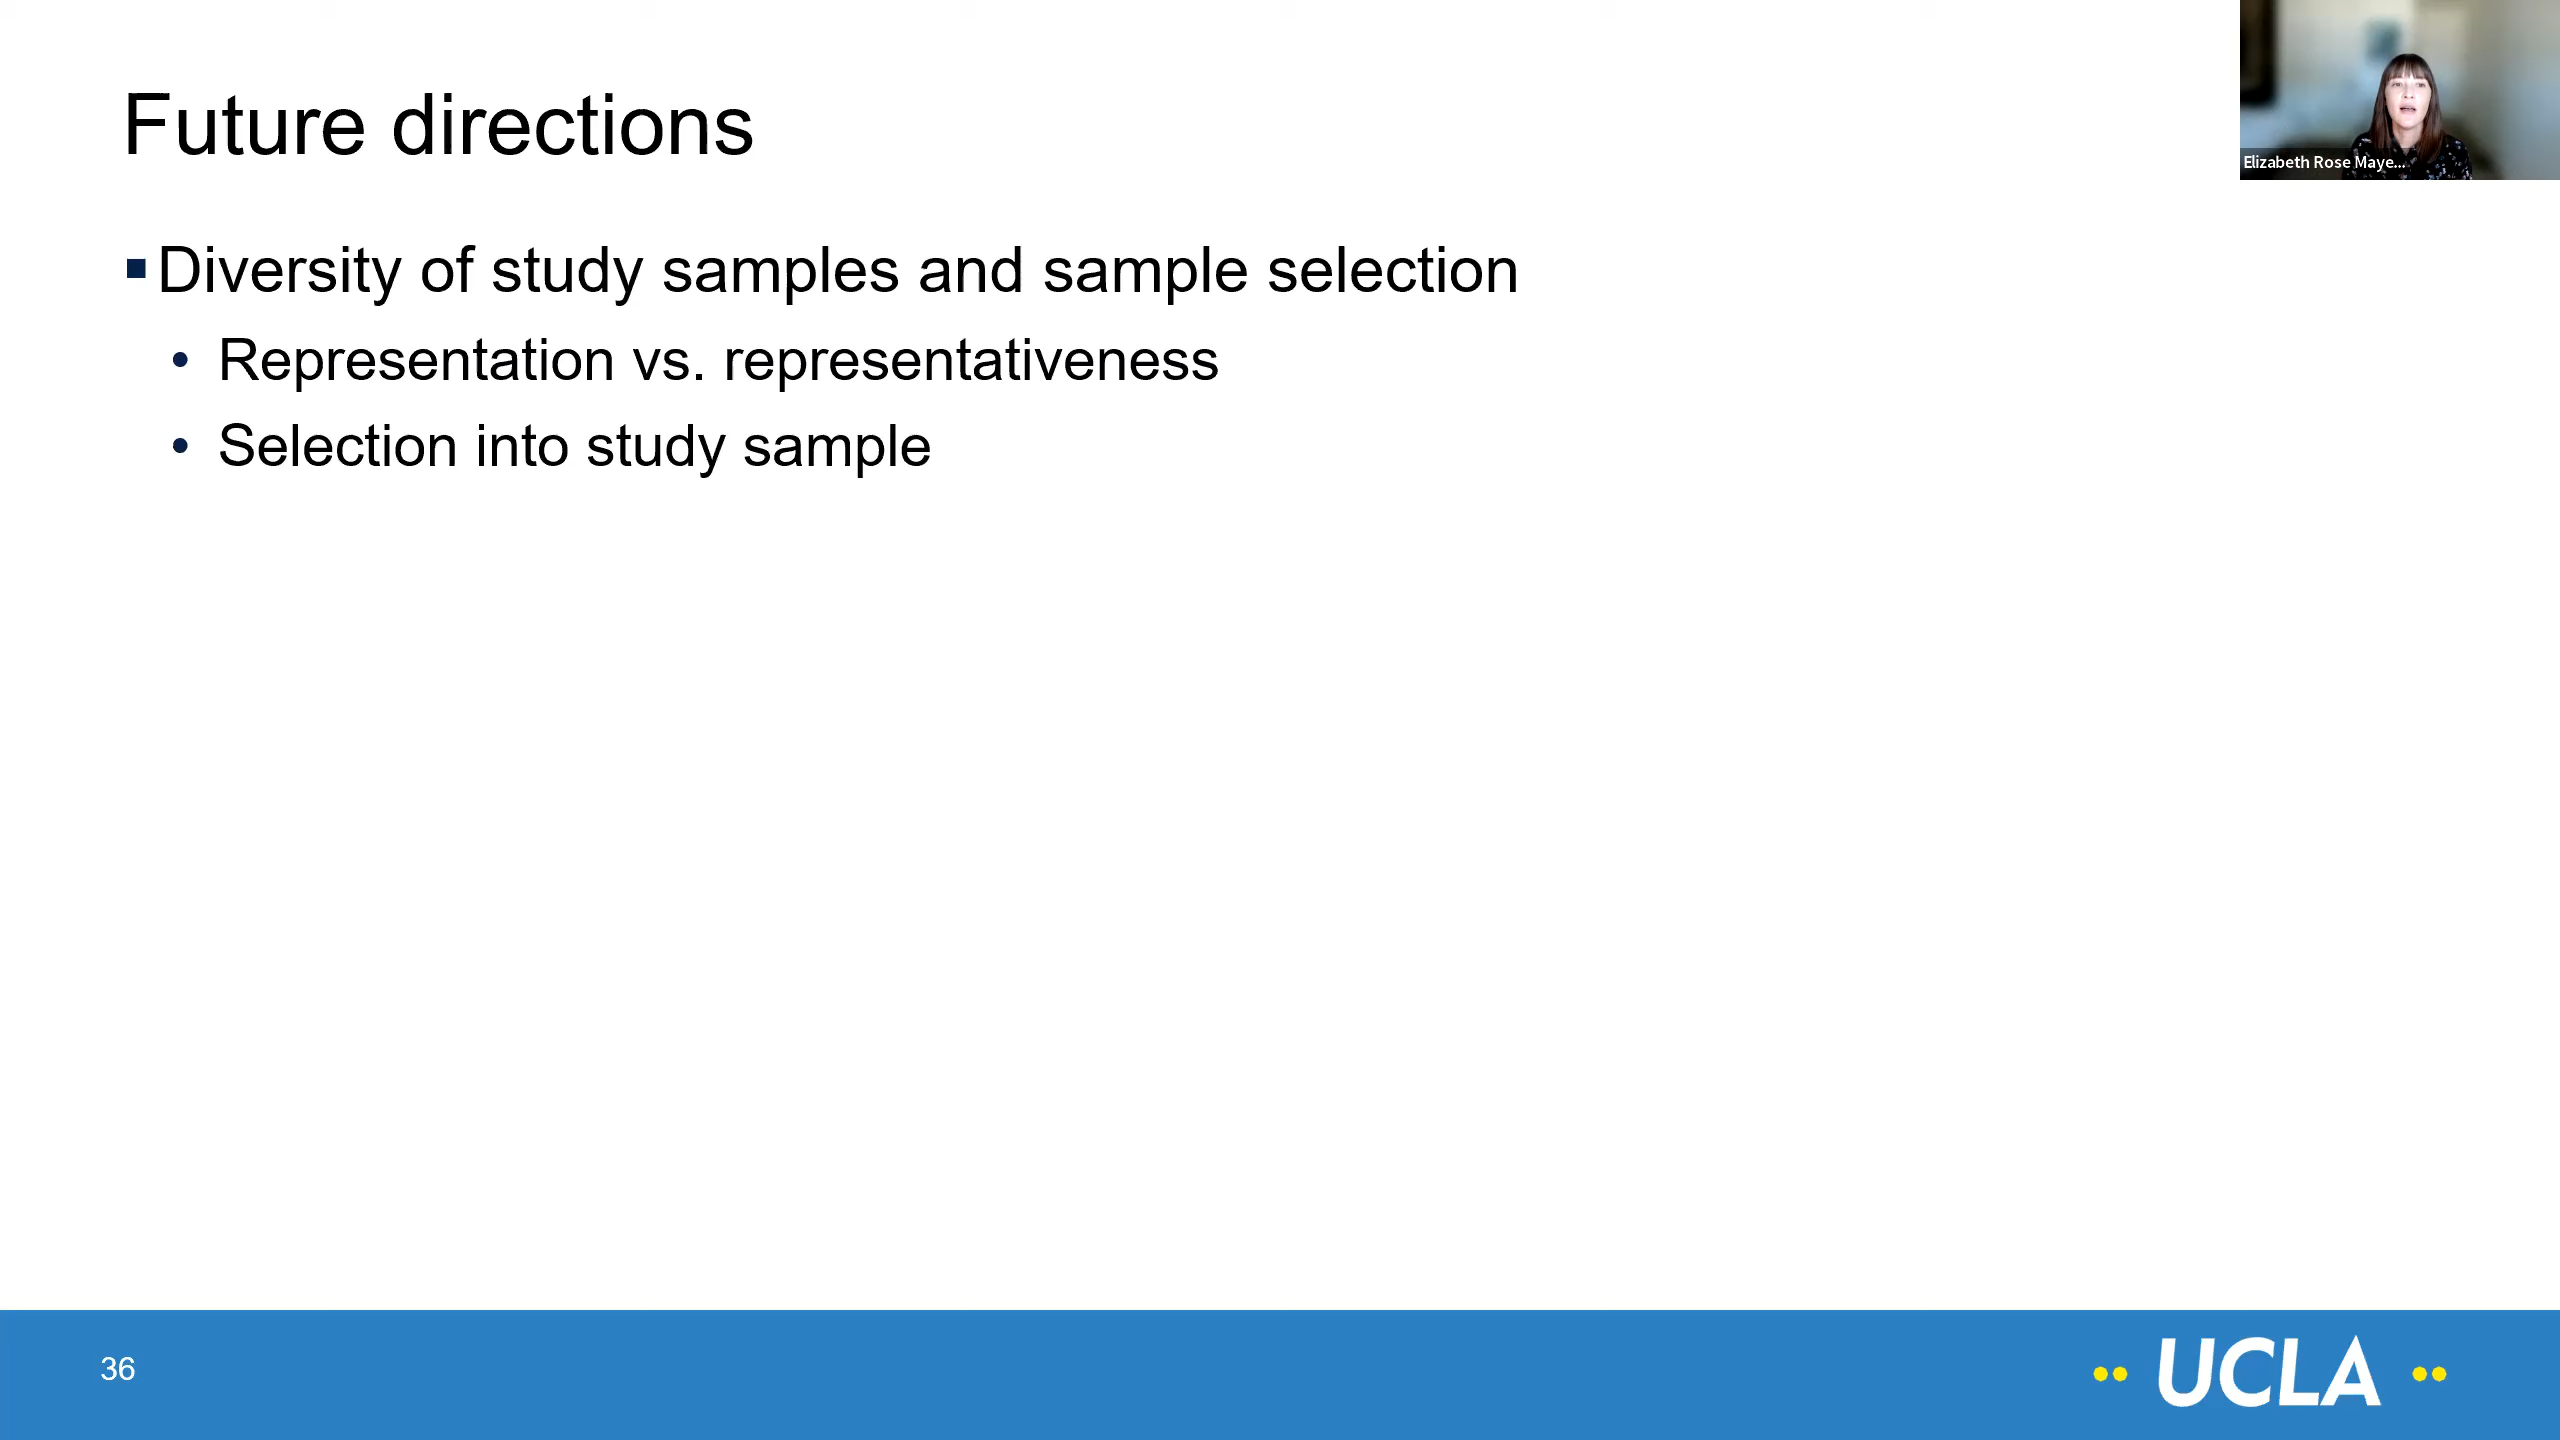 Future directions
Elizabeth Rose Maye...
▪Diversity of study samples and sample selection
• Representation vs. representativeness
• Selection into study sample
36
UCLA